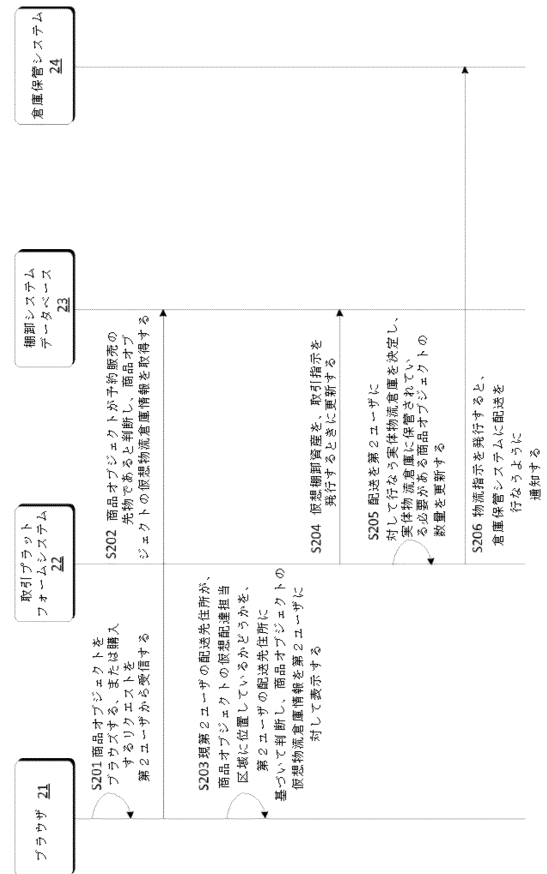 ブラウザ 21
取引プラット
フォームシステム
22
棚卸システム
データベース
23
倉庫保管システム
24
S201 商品オブジェクトを
ブラウズする、または購入
するリクエストを
第2ユーザから受信する
S202 商品オブジェクトが予約販売の
先物であると判断し、商品オブ
ジェクトの仮想物流倉庫情報を取得する
S203 現第2ユーザの配送先住所が、
商品オブジェクトの仮想配達担当
区域に位置しているかどうかを、
第2ユーザの配送先住所に
基づいて判断し、商品オブジェクトの
仮想物流倉庫情報を第2ユーザに
対して表示する
S204 仮想棚卸資産を、取引指示を
発行するときに更新する
S205 配送を第2ユーザに
対して行なう実体物流倉庫を決定し、
実体物流倉庫に保管されてい
る必要がある商品オブジェクトの
数量を更新する
S206 物流指示を発行すると、
倉庫保管システムに配送を
行なうように
通知する